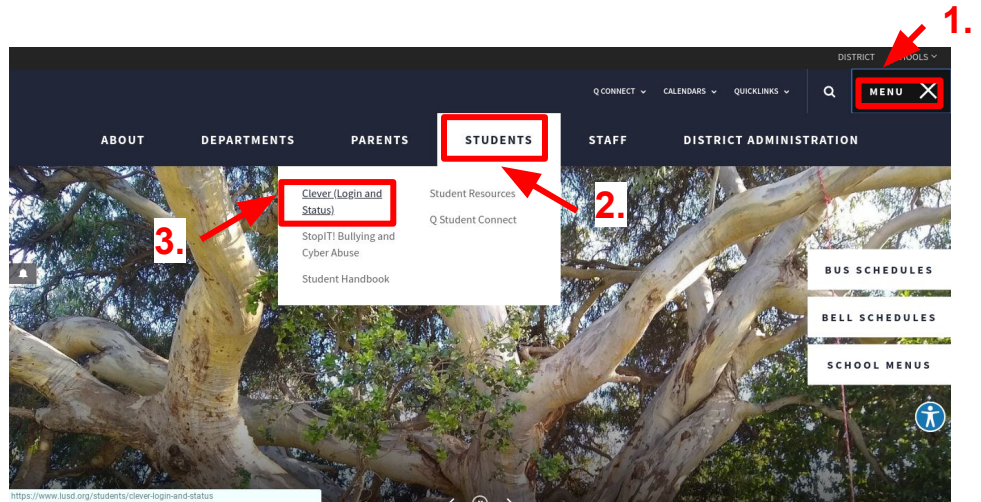 1.
DISTRICT SCHOOLS
Q CONNECT CALENDARS QUICKLINKS MENU
ABOUT DEPARTMENTS PARENTS STUDENTS STAFF DISTRICT ADMINISTRATION
2.
3.
Clever (Login and
Status)
StopIT! Bullying and
Cyber Abuse
Student Handbook
Student Resources
Q Student Connect
BUS SCHEDULES
BELL SCHEDULES
SCHOOL MENUS
https://www.lusd.org/students/clever-login-and-status